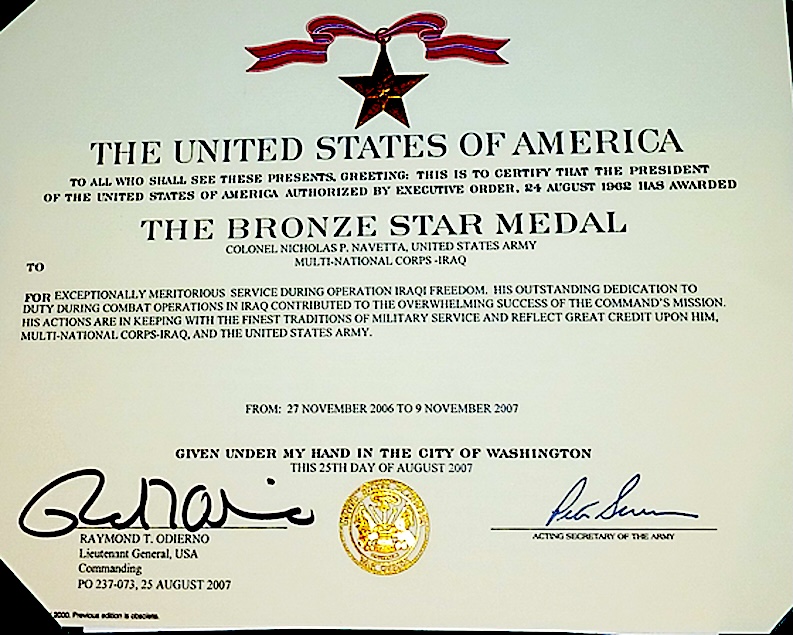 THE UNITED STATES OF AMERICA
TO ALL WHO SHALL SEE THESE PRESENTS, GREETING: THIS IS TO CERTIFY THAT THE PRESIDENT
OF THE UNITED STATES OF AMERICA AUTHORIZED BY EXECUTIVE ORDER, 24 AUGUST 1962 HAS AWARDED
THE BRONZE STAR MEDAL
COLONEL NICHOLAS P. NAVETTA, UNITED STATES ARMY
MULTI-NATIONAL CORPS -IRAQ
TO
FOR EXCEPTIONALLY MERITORIOUS SERVICE DURING OPERATION IRAQI FREEDOM. HIS OUTSTANDING DEDICATION TO
DUTY DURING COMBAT OPERATIONS IN IRAQ CONTRIBUTED TO THE OVERWHELMING SUCCESS OF THE COMMAND'S MISSION.
HIS ACTIONS ARE IN KEEPING WITH THE FINEST TRADITIONS OF MILITARY SERVICE AND REFLECT GREAT CREDIT UPON HIM,
MULTI-NATIONAL CORPS-IRAQ, AND THE UNITED STATES ARMY.
FROM: 27 NOVEMBER 2006 TO 9 NOVEMBER 2007
GIVEN UNDER MY HAND IN THE CITY OF WASHINGTON
THIS 25TH DAY OF AUGUST 2007
RAYMOND T. ODIERNO
Lieutenant General, USA
Commanding
PO 237-073, 25 AUGUST 2007
ACTING SECRETARY OF THE ARMY
2000. Previous edition is obsolete.